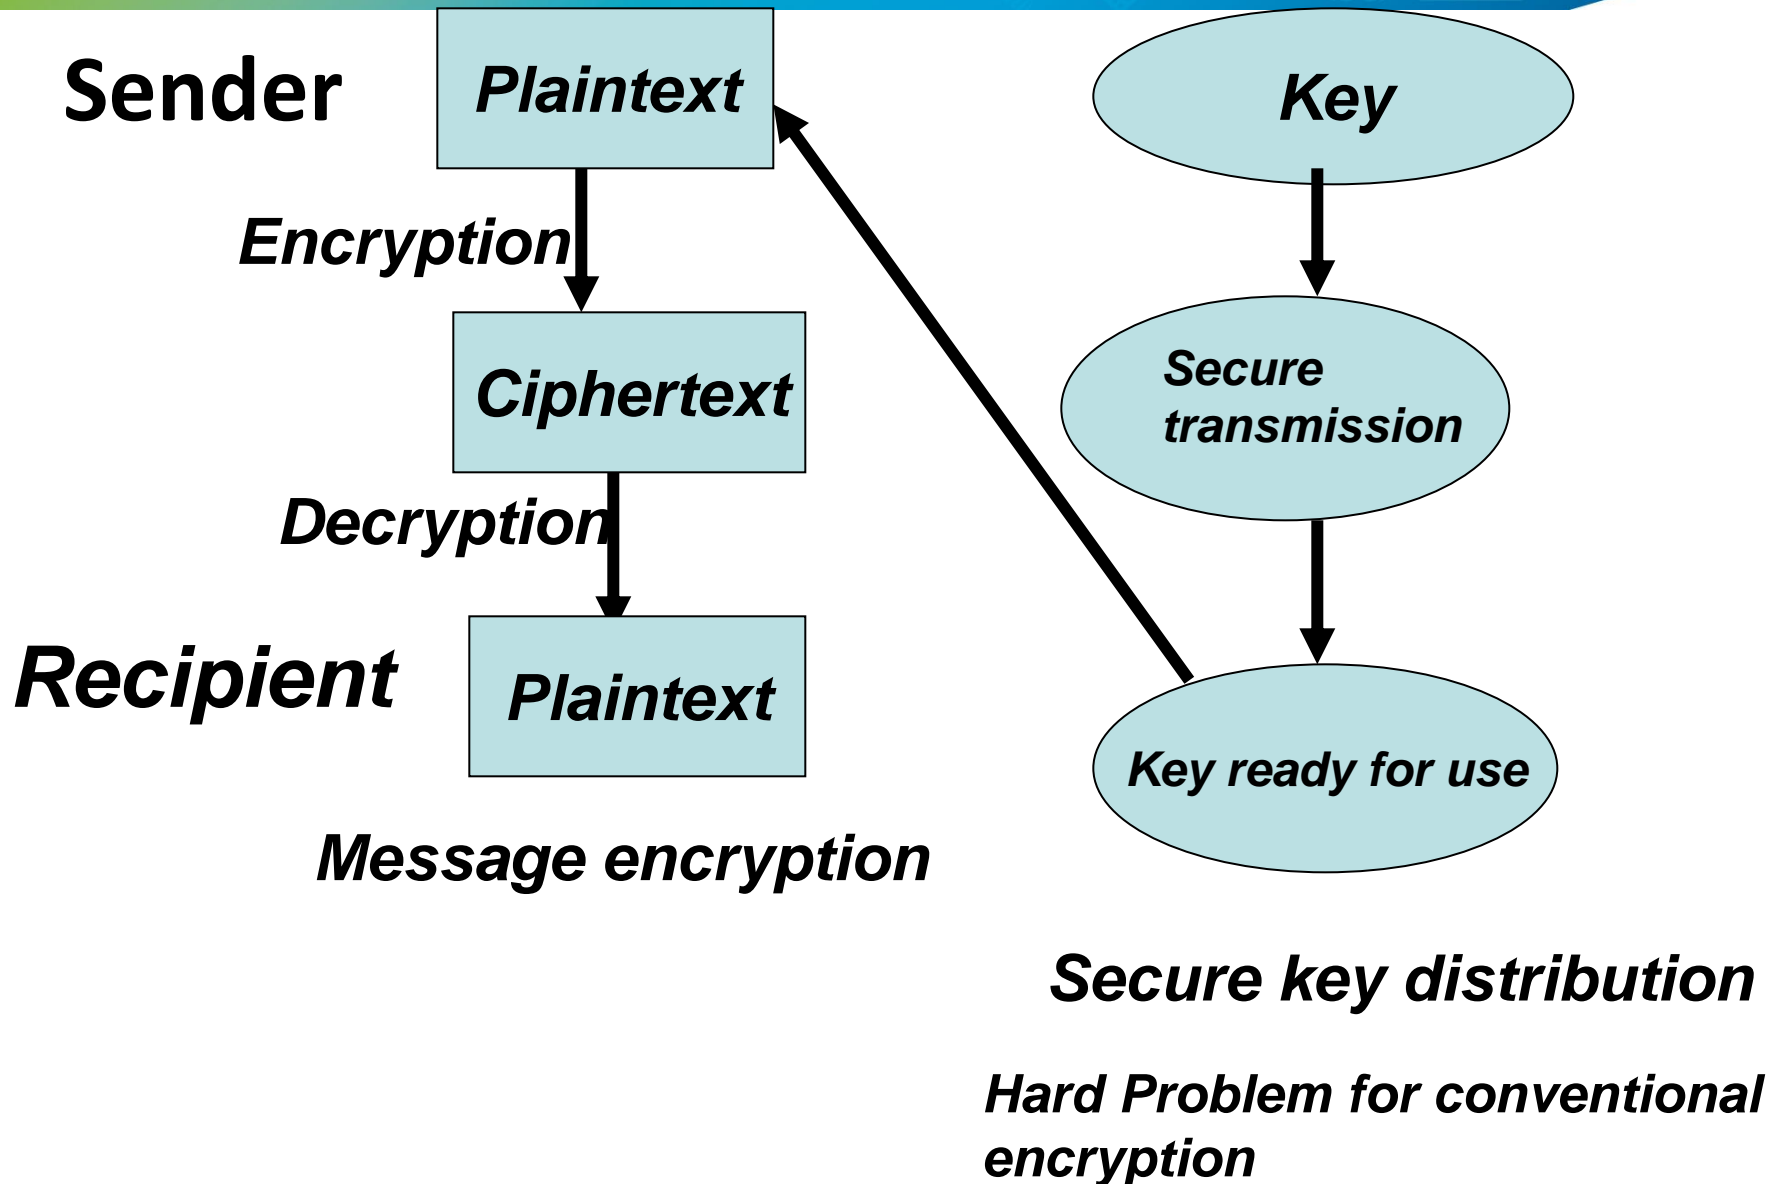 Sender
Plaintext
Key
Encryption
Secure
transmission
Ciphertext
Decryption
Recipient
Plaintext
Key ready for use
Message encryption
Secure key distribution
Hard Problem for conventional
encryption